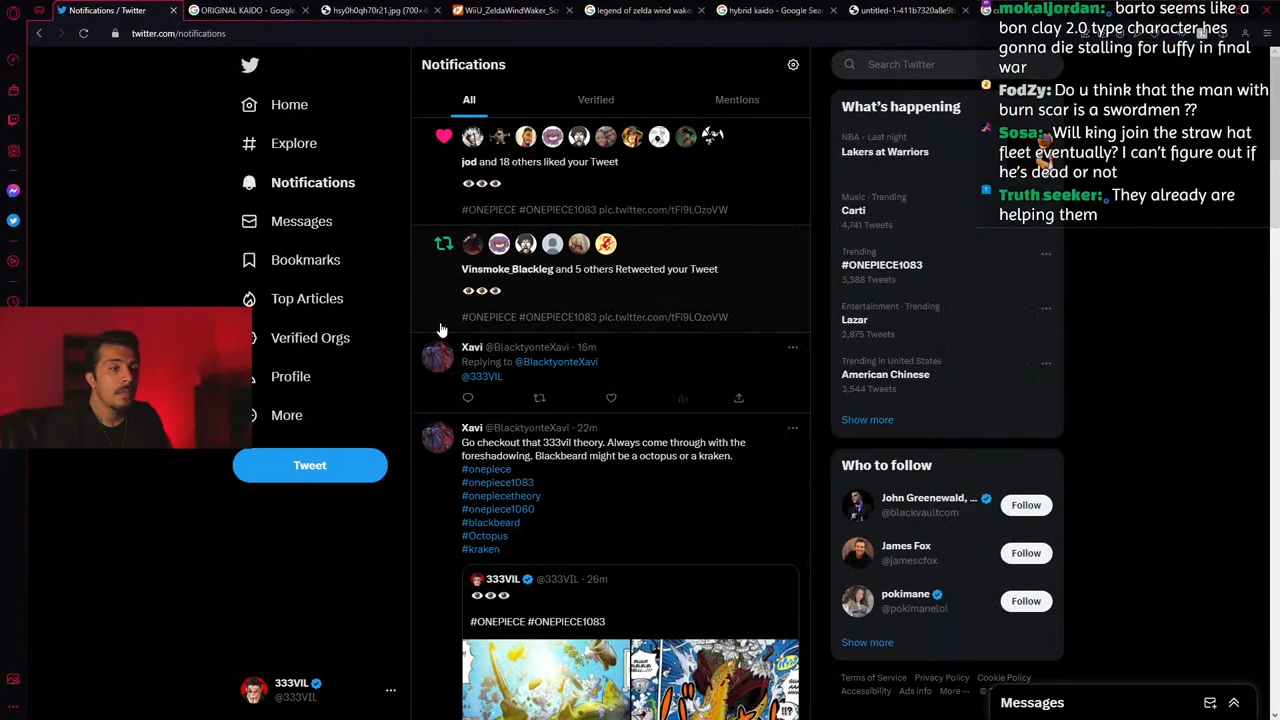 Notifications / Twitter
ORIGINAL KAIDO - Googl
hsy0h0qh70r21.jpg (700×4
WiiU_ZeldaWindWaker_Scr
legend of zelda wind wake
hybrid kaido - Google Sea
untitled-1-411b7320a8e9b
twitter.com/notifications
Home
Explore
Notifications
Messages
Bookmarks
Top Articles
Verified Orgs
Profile
More
Tweet
333VIL
@333VIL
Notifications
All
Verified
Mentions
jod and 18 others liked your Tweet
#ONEPIECE #ONEPIECE1083 pic.twitter.com/tFi9LOzoVW
Vinsmoke_Blackleg and 5 others Retweeted your Tweet
#ONEPIECE #ONEPIECE1083 pic.twitter.com/tFi9LOzoVW
Xavi @BlacktyonteXavi · 16m
Replying to @BlacktyonteXavi
@333VIL
Xavi @BlacktyonteXavi · 22m
Go checkout that 333vil theory. Always come through with the
foreshadowing. Blackbeard might be a octopus or a kraken.
#onepiece
#onepiece1083
#onepiecetheory
#onepiece1060
#blackbeard
#Octopus
#kraken
333VIL @333VIL · 26m
#ONEPIECE #ONEPIECE1083
Search Twitter
What's happening
NBA · Last night
Lakers at Warriors
Music · Trending
Carti
4,741 Tweets
Trending
#ONEPIECE1083
3,388 Tweets
Entertainment · Trending
Lazar
2,875 Tweets
Trending in United States
American Chinese
3,544 Tweets
Show more
Who to follow
John Greenewald, ...
@blackvaultcom
Follow
James Fox
@jamescfox
Follow
pokimane
@pokimanelol
Follow
Show more
Terms of Service Privacy Policy Cookie Policy
Accessibility Ads info More ···
Messages
mokaljordan: barto seems like a
bon clay 2.0 type character hes
gonna die stalling for luffy in final
war
FodZy: Do u think that the man with
burn scar is a swordmen ??
Sosa: Will king join the straw hat
fleet eventually? I can't figure out if
he's dead or not
Truth seeker: They already are
helping them